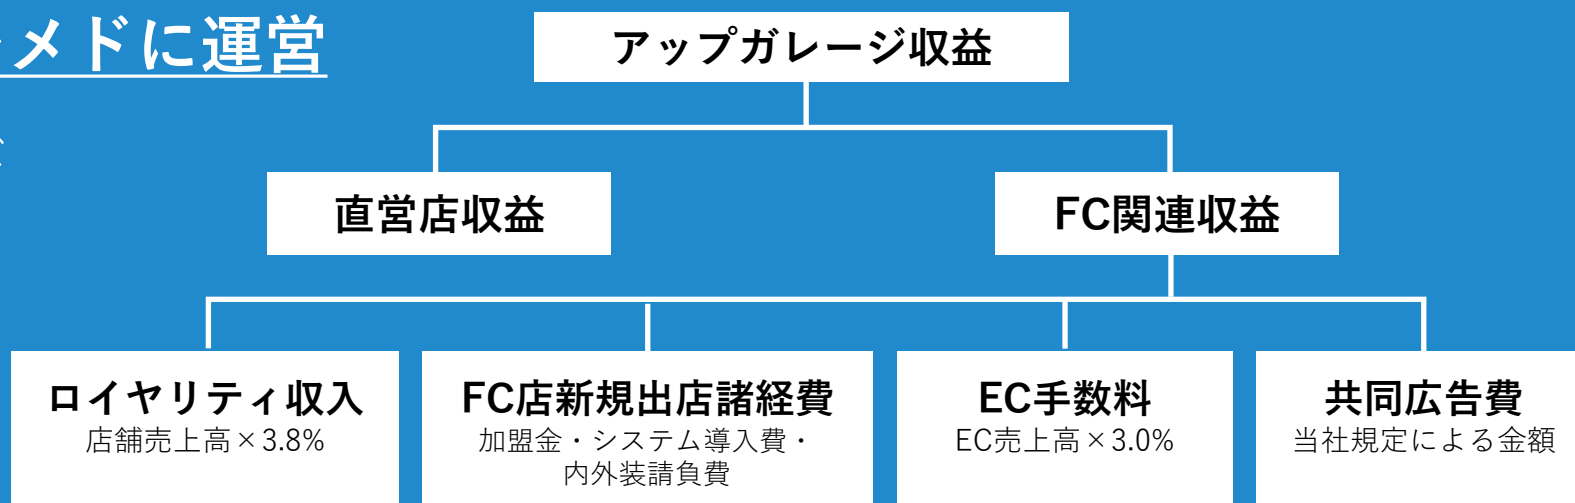 メドに運営
アップガレージ収益
直営店収益
FC関連収益
ロイヤリティ収入
店舗売上高×3.8%
FC店新規出店諸経費
加盟金・システム導入費・
内外装請負費
EC手数料
EC売上高×3.0%
共同広告費
当社規定による金額